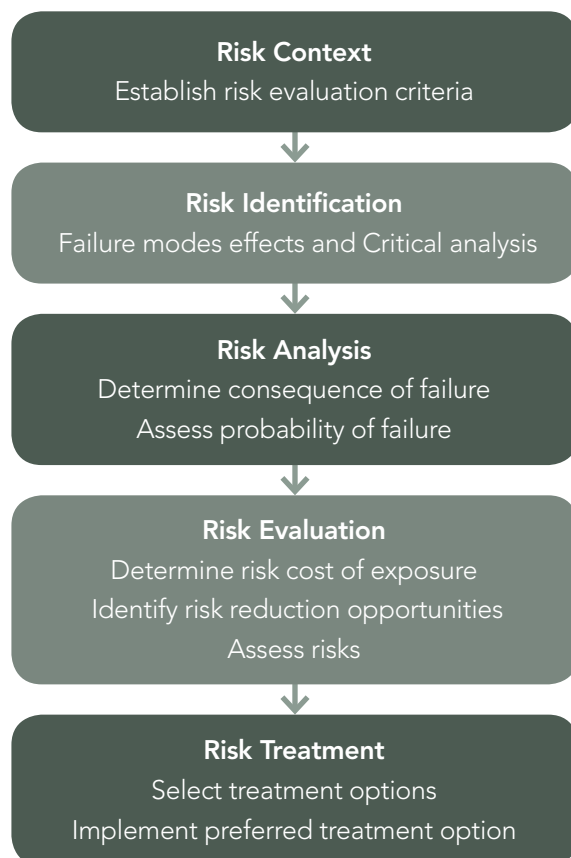 Risk Context
Establish risk evaluation criteria
Risk Identification
Failure modes effects and Critical analysis
Risk Analysis
Determine consequence of failure
Assess probability of failure
Risk Evaluation
Determine risk cost of exposure
Identify risk reduction opportunities
Assess risks
Risk Treatment
Select treatment options
Implement preferred treatment option